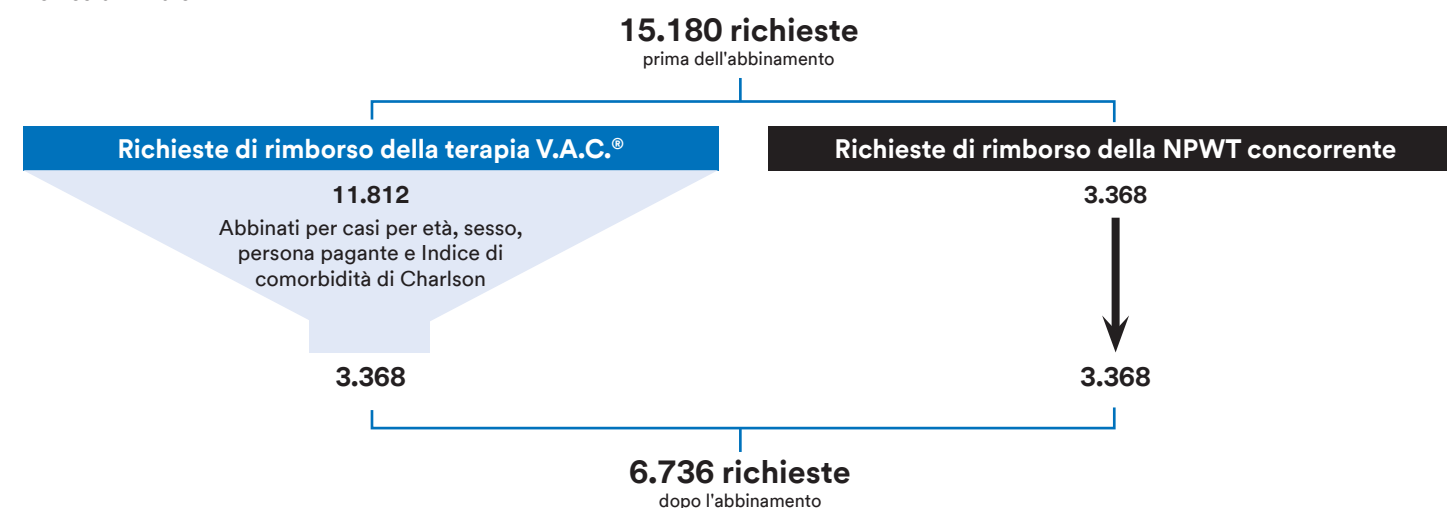 15.180 richieste
prima dell'abbinamento
Richieste di rimborso della terapia V.A.C.®
Richieste di rimborso della NPWT concorrente
11.812
3.368
Abbinati per casi per età, sesso,
persona pagante e Indice di
comorbidità di Charlson
3.368
3.368
6.736 richieste
dopo l'abbinamento